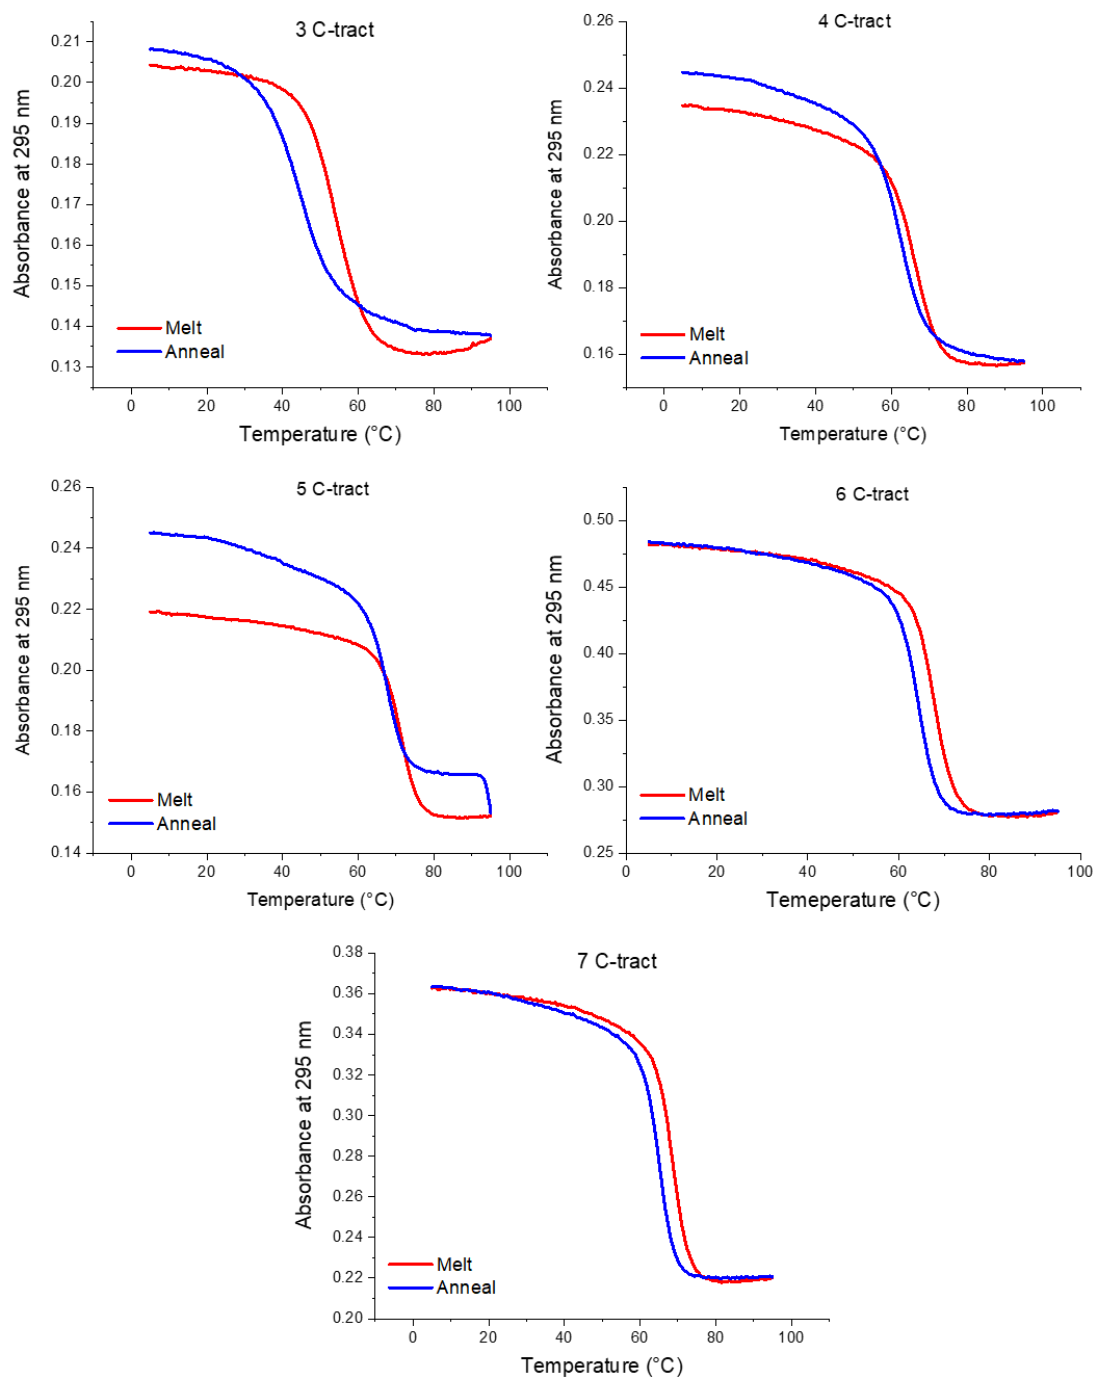 3 C-tract
Absorbance at 295 nm
0.21
0.20
0.19
0.18
0.17
0.16
0.15
0.14
0.13
Melt
Anneal
0 20 40 60 80 100
Temperature (°C)
4 C-tract
Absorbance at 295 nm
0.26
0.24
0.22
0.20
0.18
0.16
Melt
Anneal
0 20 40 60 80 100
Temperature (°C)
5 C-tract
Absorbance at 295 nm
0.26
0.24
0.22
0.20
0.18
0.16
0.14
Melt
Anneal
0 20 40 60 80 100
Temperature (°C)
6 C-tract
Absorbance at 295 nm
0.50
0.45
0.40
0.35
0.30
0.25
Melt
Anneal
0 20 40 60 80 100
Temeperature (°C)
7 C-tract
Absorbance at 295 nm
0.38
0.36
0.34
0.32
0.30
0.28
0.26
0.24
0.22
0.20
Melt
Anneal
0 20 40 60 80 100
Temperature (°C)